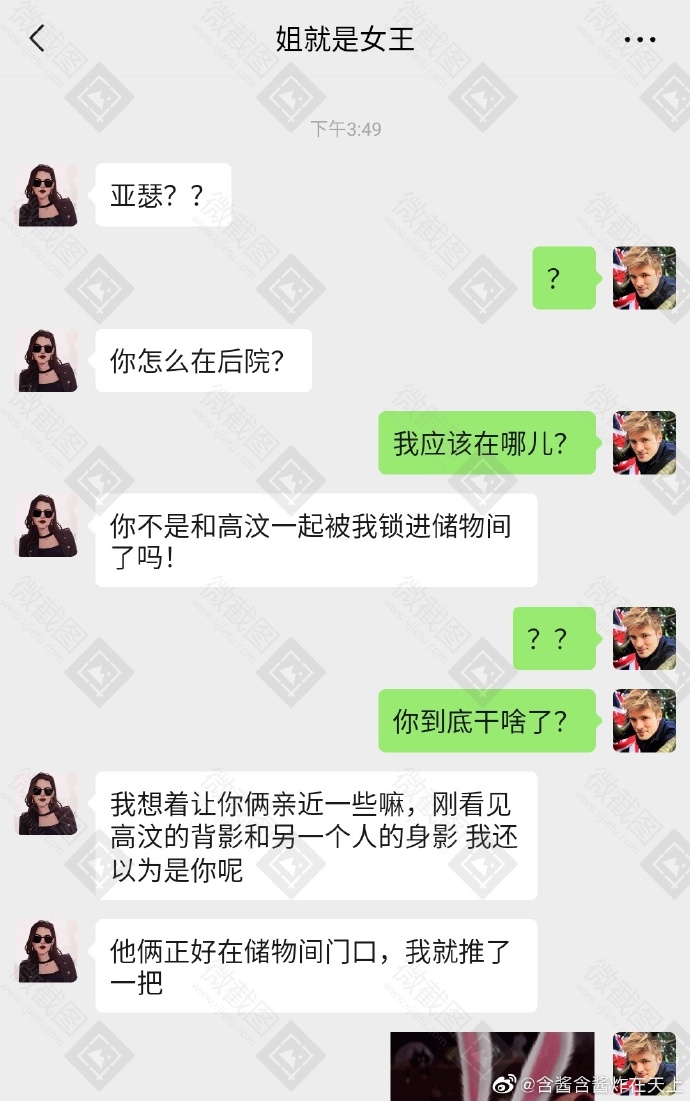 姐就是女王
下午3:49
亚瑟？？
？
你怎么在后院？
我应该在哪儿？
你不是和高汶一起被我锁进储物间
了吗！
？？
你到底干啥了？
我想着让你俩亲近一些嘛，刚看见
高汶的背影和另一个人的身影 我还
以为是你呢
他俩正好在储物间门口，我就推了
一把
@含酱含酱炸在天上
微截图